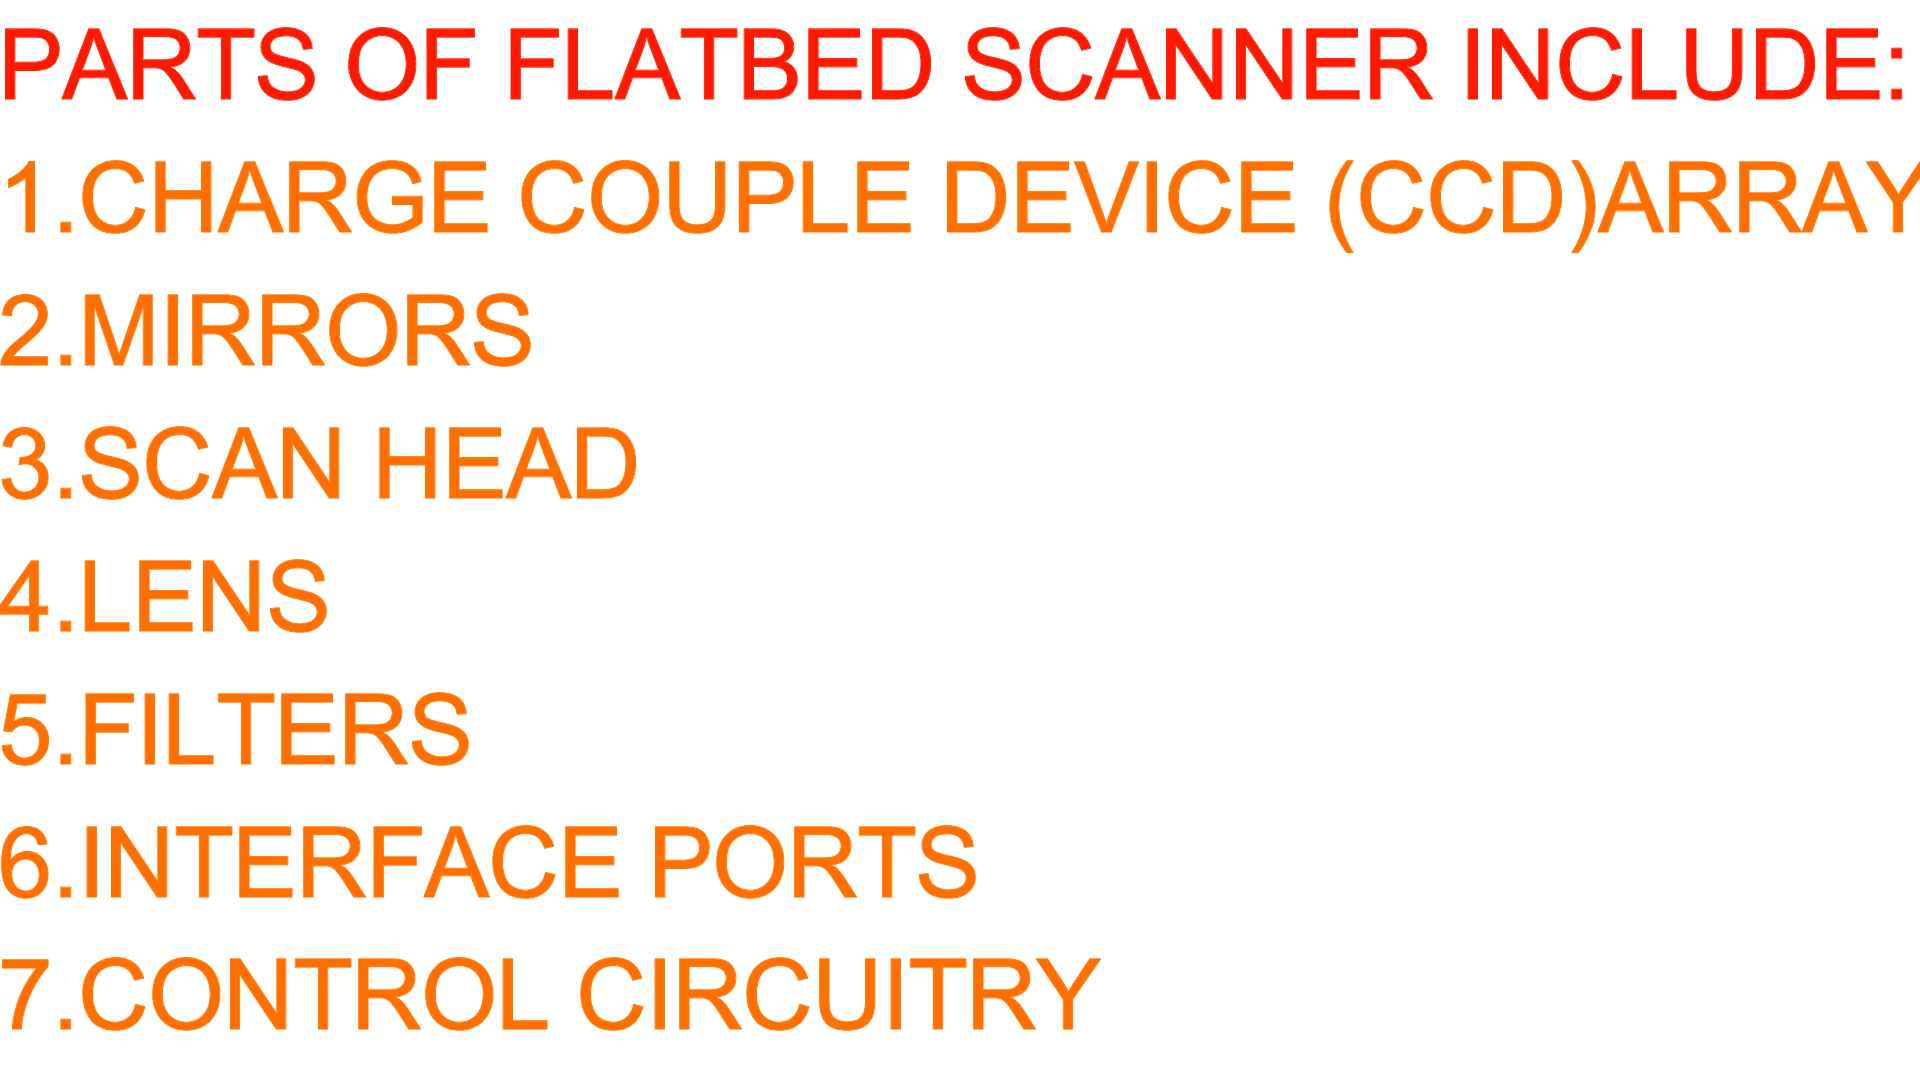 PARTS OF FLATBED SCANNER INCLUDE:
1.CHARGE COUPLE DEVICE (CCD)ARRAY
2.MIRRORS
3.SCAN HEAD
4.LENS
5.FILTERS
6.INTERFACE PORTS
7.CONTROL CIRCUITRY